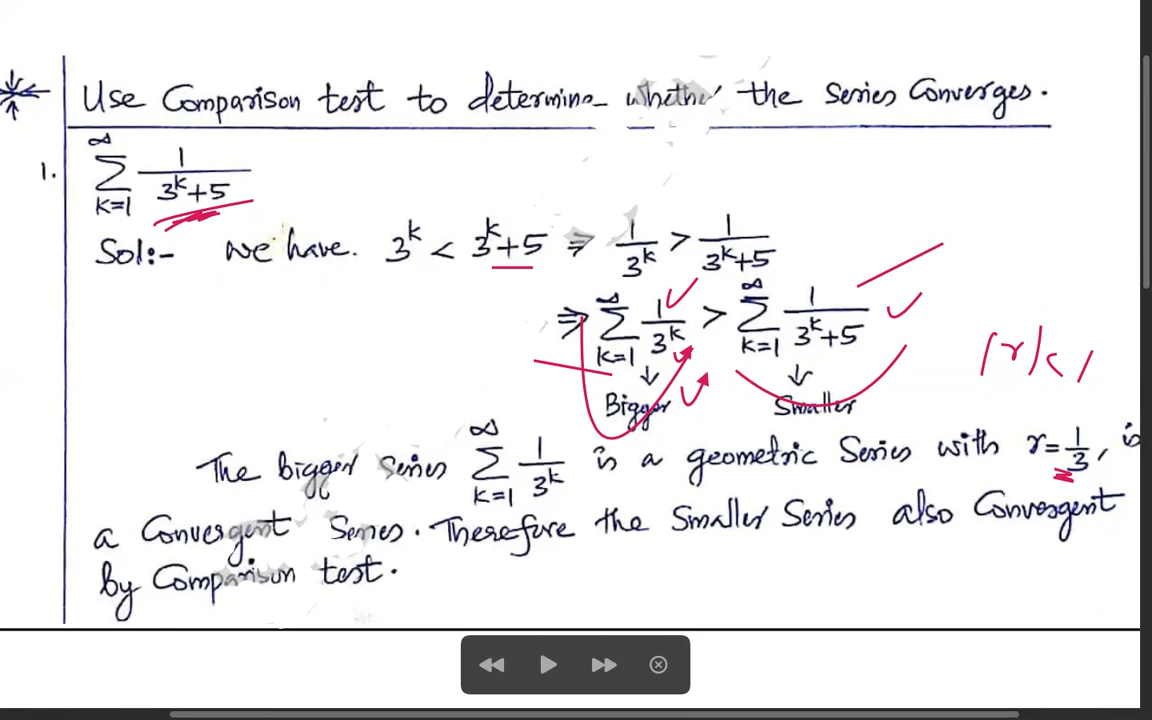 Use Comparison test to determine whether the Series Converges.
1. ∞∑k=1 1/(3^k+5)
Sol:- we have. 3^k < 3^k+5 ⇒ 1/3^k > 1/(3^k+5)
⇒ ∞∑k=1 1/3^k > ∞∑k=1 1/(3^k+5)
|r|<1
↓ ↓
Bigger Smaller
The bigger series ∞∑k=1 1/3^k is a geometric Series with r=1/3, is
a Convergent Series. Therefore the Smaller Series also Convergent
by Comparison test.